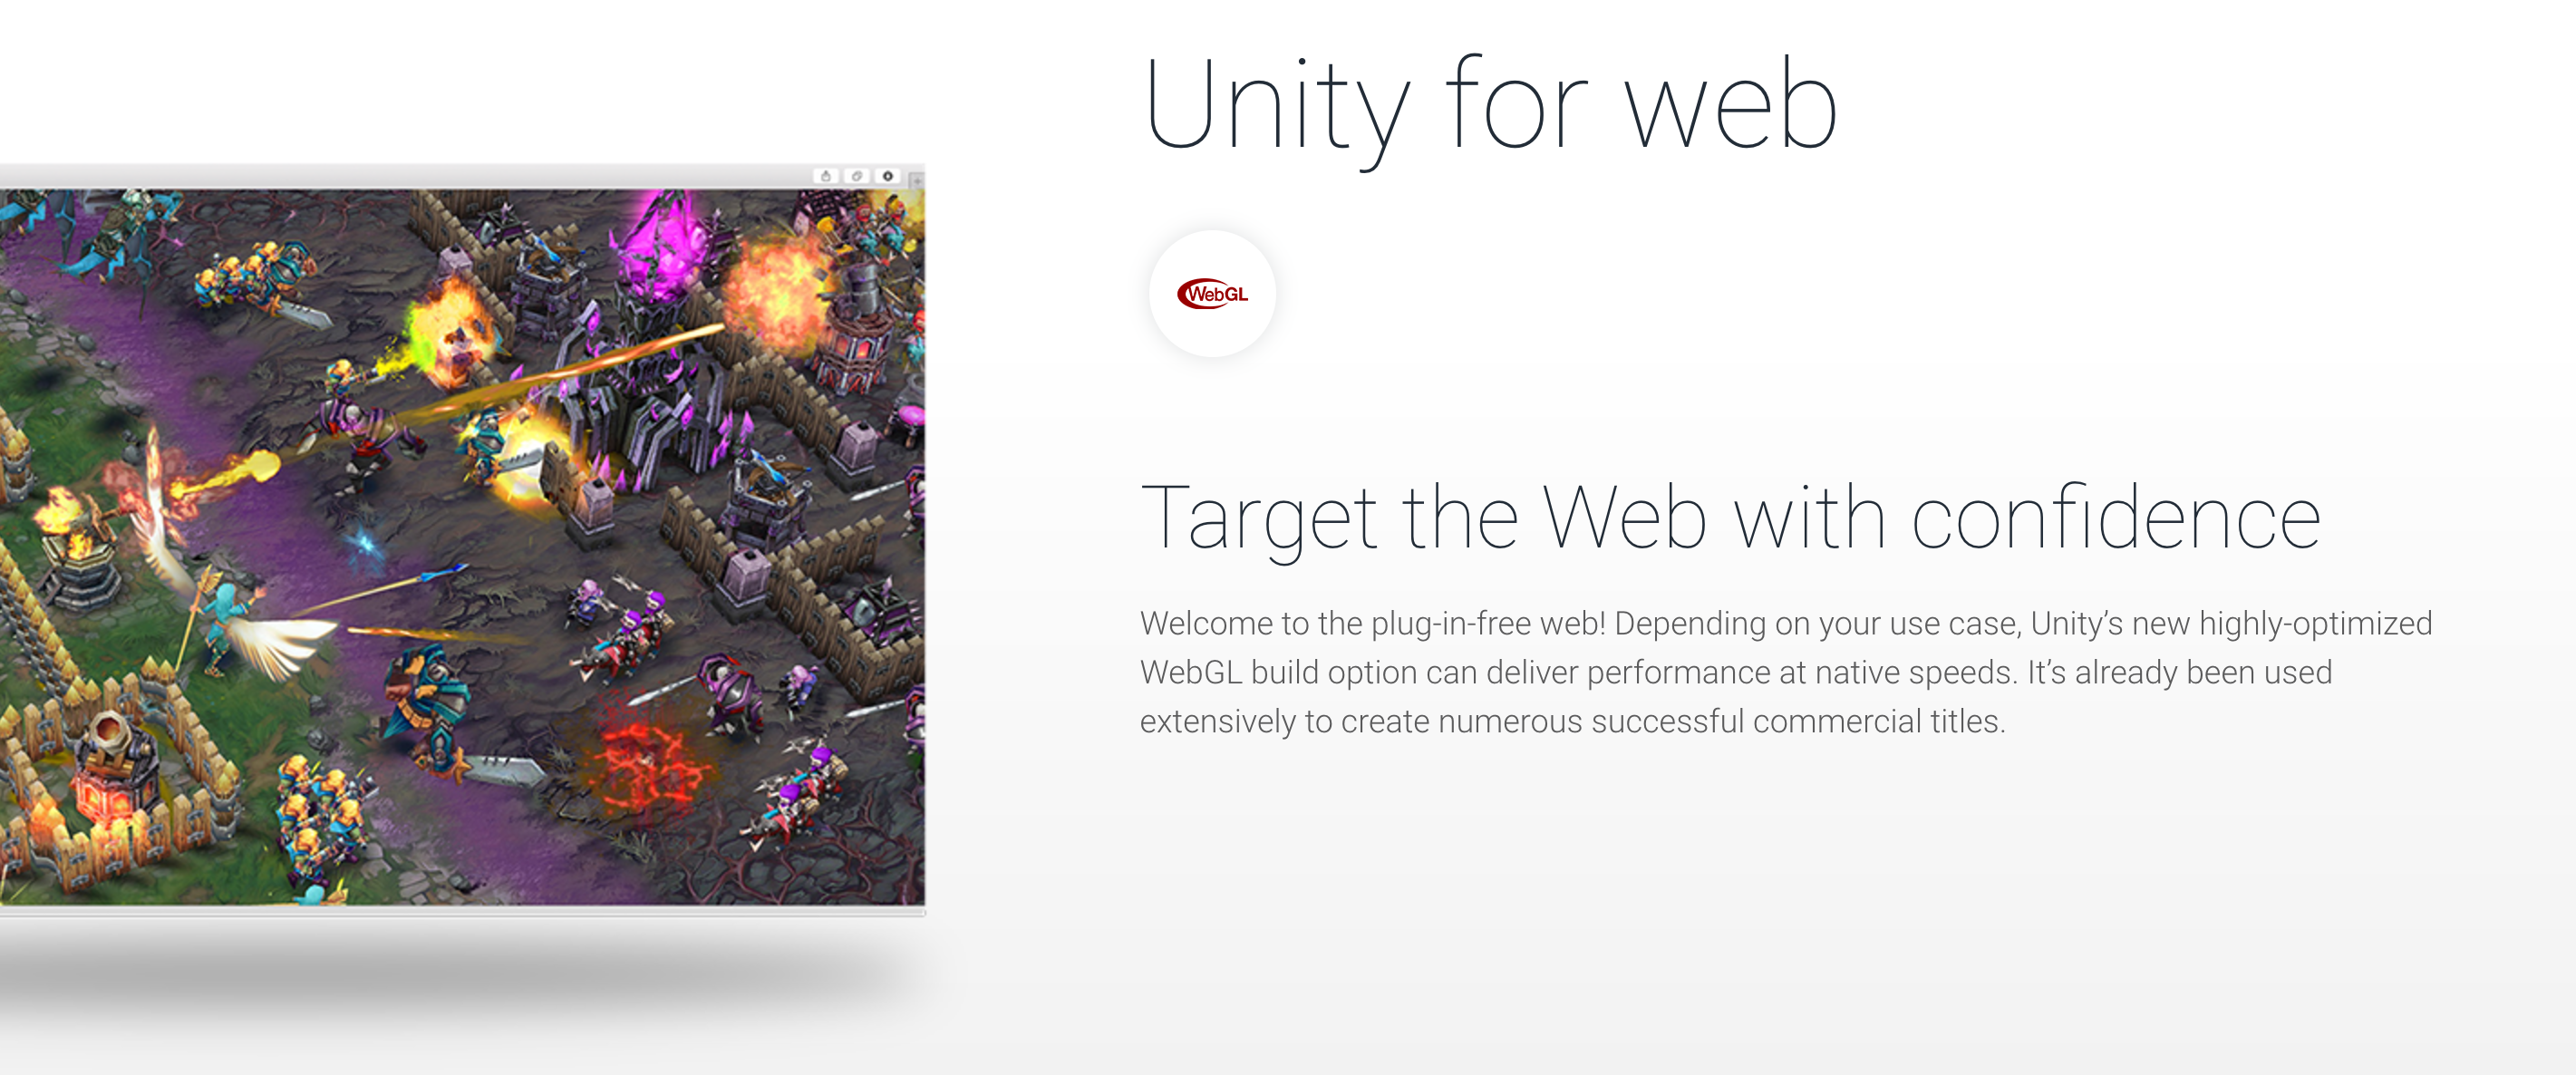 Unity for web
WebGL
Target the Web with confidence
Welcome to the plug-in-free web! Depending on your use case, Unity’s new highly-optimized
WebGL build option can deliver performance at native speeds. It’s already been used
extensively to create numerous successful commercial titles.